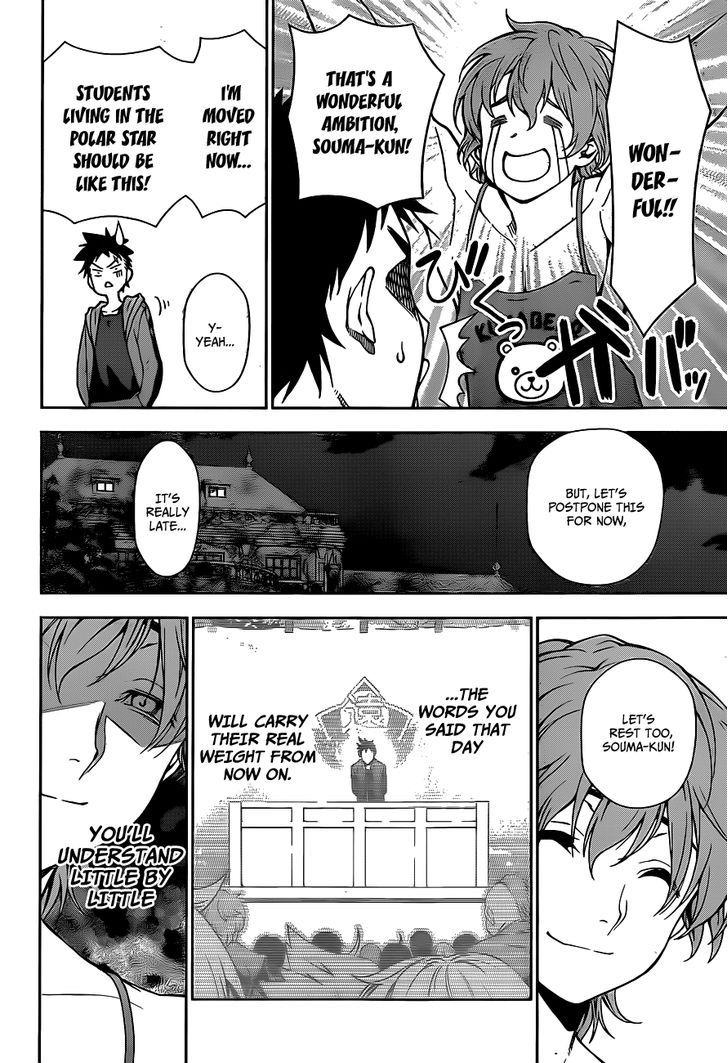 WON-
DER-
FUL!!
THAT'S A
WONDERFUL
AMBITION,
SOUMA-KUN!
びくっ
ガバ
I'M
MOVED
RIGHT
NOW...
STUDENTS
LIVING IN THE
POLAR STAR
SHOULD BE
LIKE THIS!
Y-
YEAH...
BUT, LET'S
POSTPONE THIS
FOR NOW,
IT'S
REALLY
LATE...
LET'S
REST TOO,
SOUMA-KUN!
...THE
WORDS YOU
SAID THAT
DAY
WILL CARRY
THEIR REAL
WEIGHT FROM
NOW ON.
YOU'LL
UNDERSTAND
LITTLE BY
LITTLE